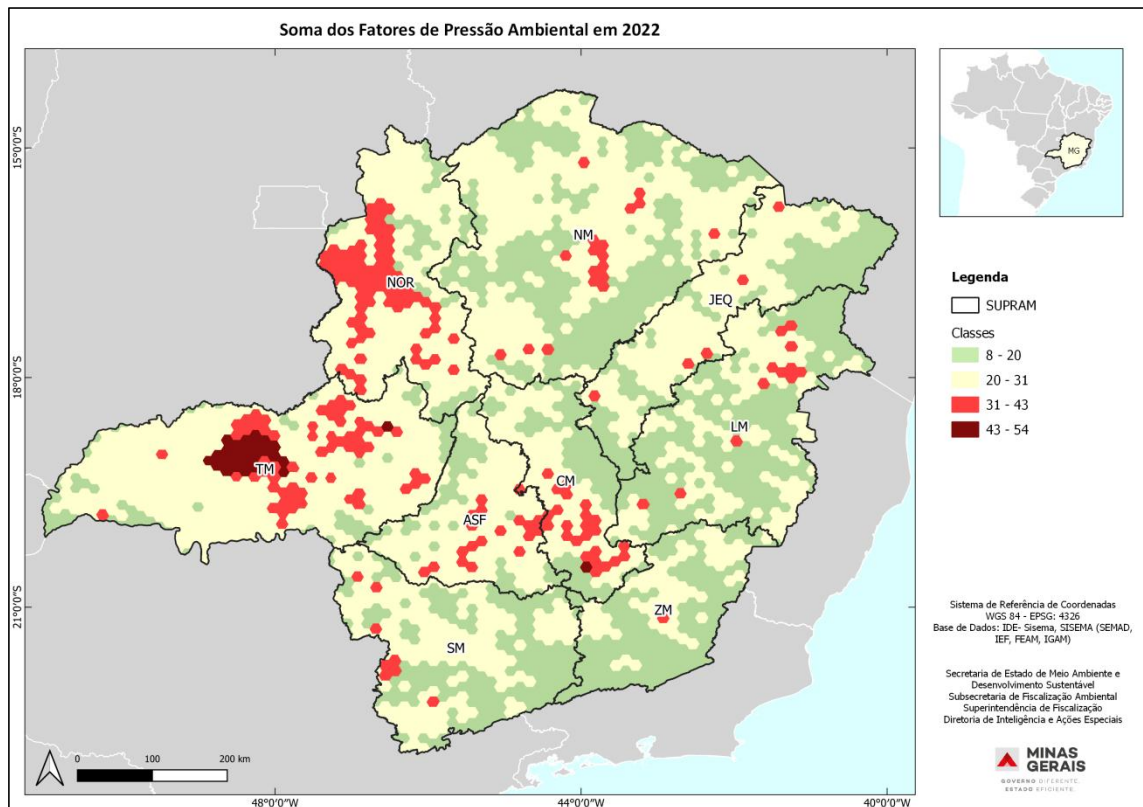 Soma dos Fatores de Pressão Ambiental em 2022
15°0'0"S
18°0'0"S
21°0'0"S
NM
NOR
JEQ
LM
TM
CM
ASF
ZM
SM
0 100 200 km
48°0'0"W
44°0'0"W
40°0'0"W
MG
Legenda
SUPRAM
Classes
8 - 20
20 - 31
31 - 43
43 - 54
Sistema de Referência de Coordenadas
WGS 84 - EPSG: 4326
Base de Dados: IDE- Sisema, SISEMA (SEMAD,
IEF, FEAM, IGAM)
Secretaria de Estado de Meio Ambiente e
Desenvolvimento Sustentável
Subsecretaria de Fiscalização Ambiental
Superintendência de Fiscalização
Diretoria de Inteligência e Ações Especiais
MINAS
GERAIS
GOVERNO DIFERENTE.
ESTADO EFICIENTE.